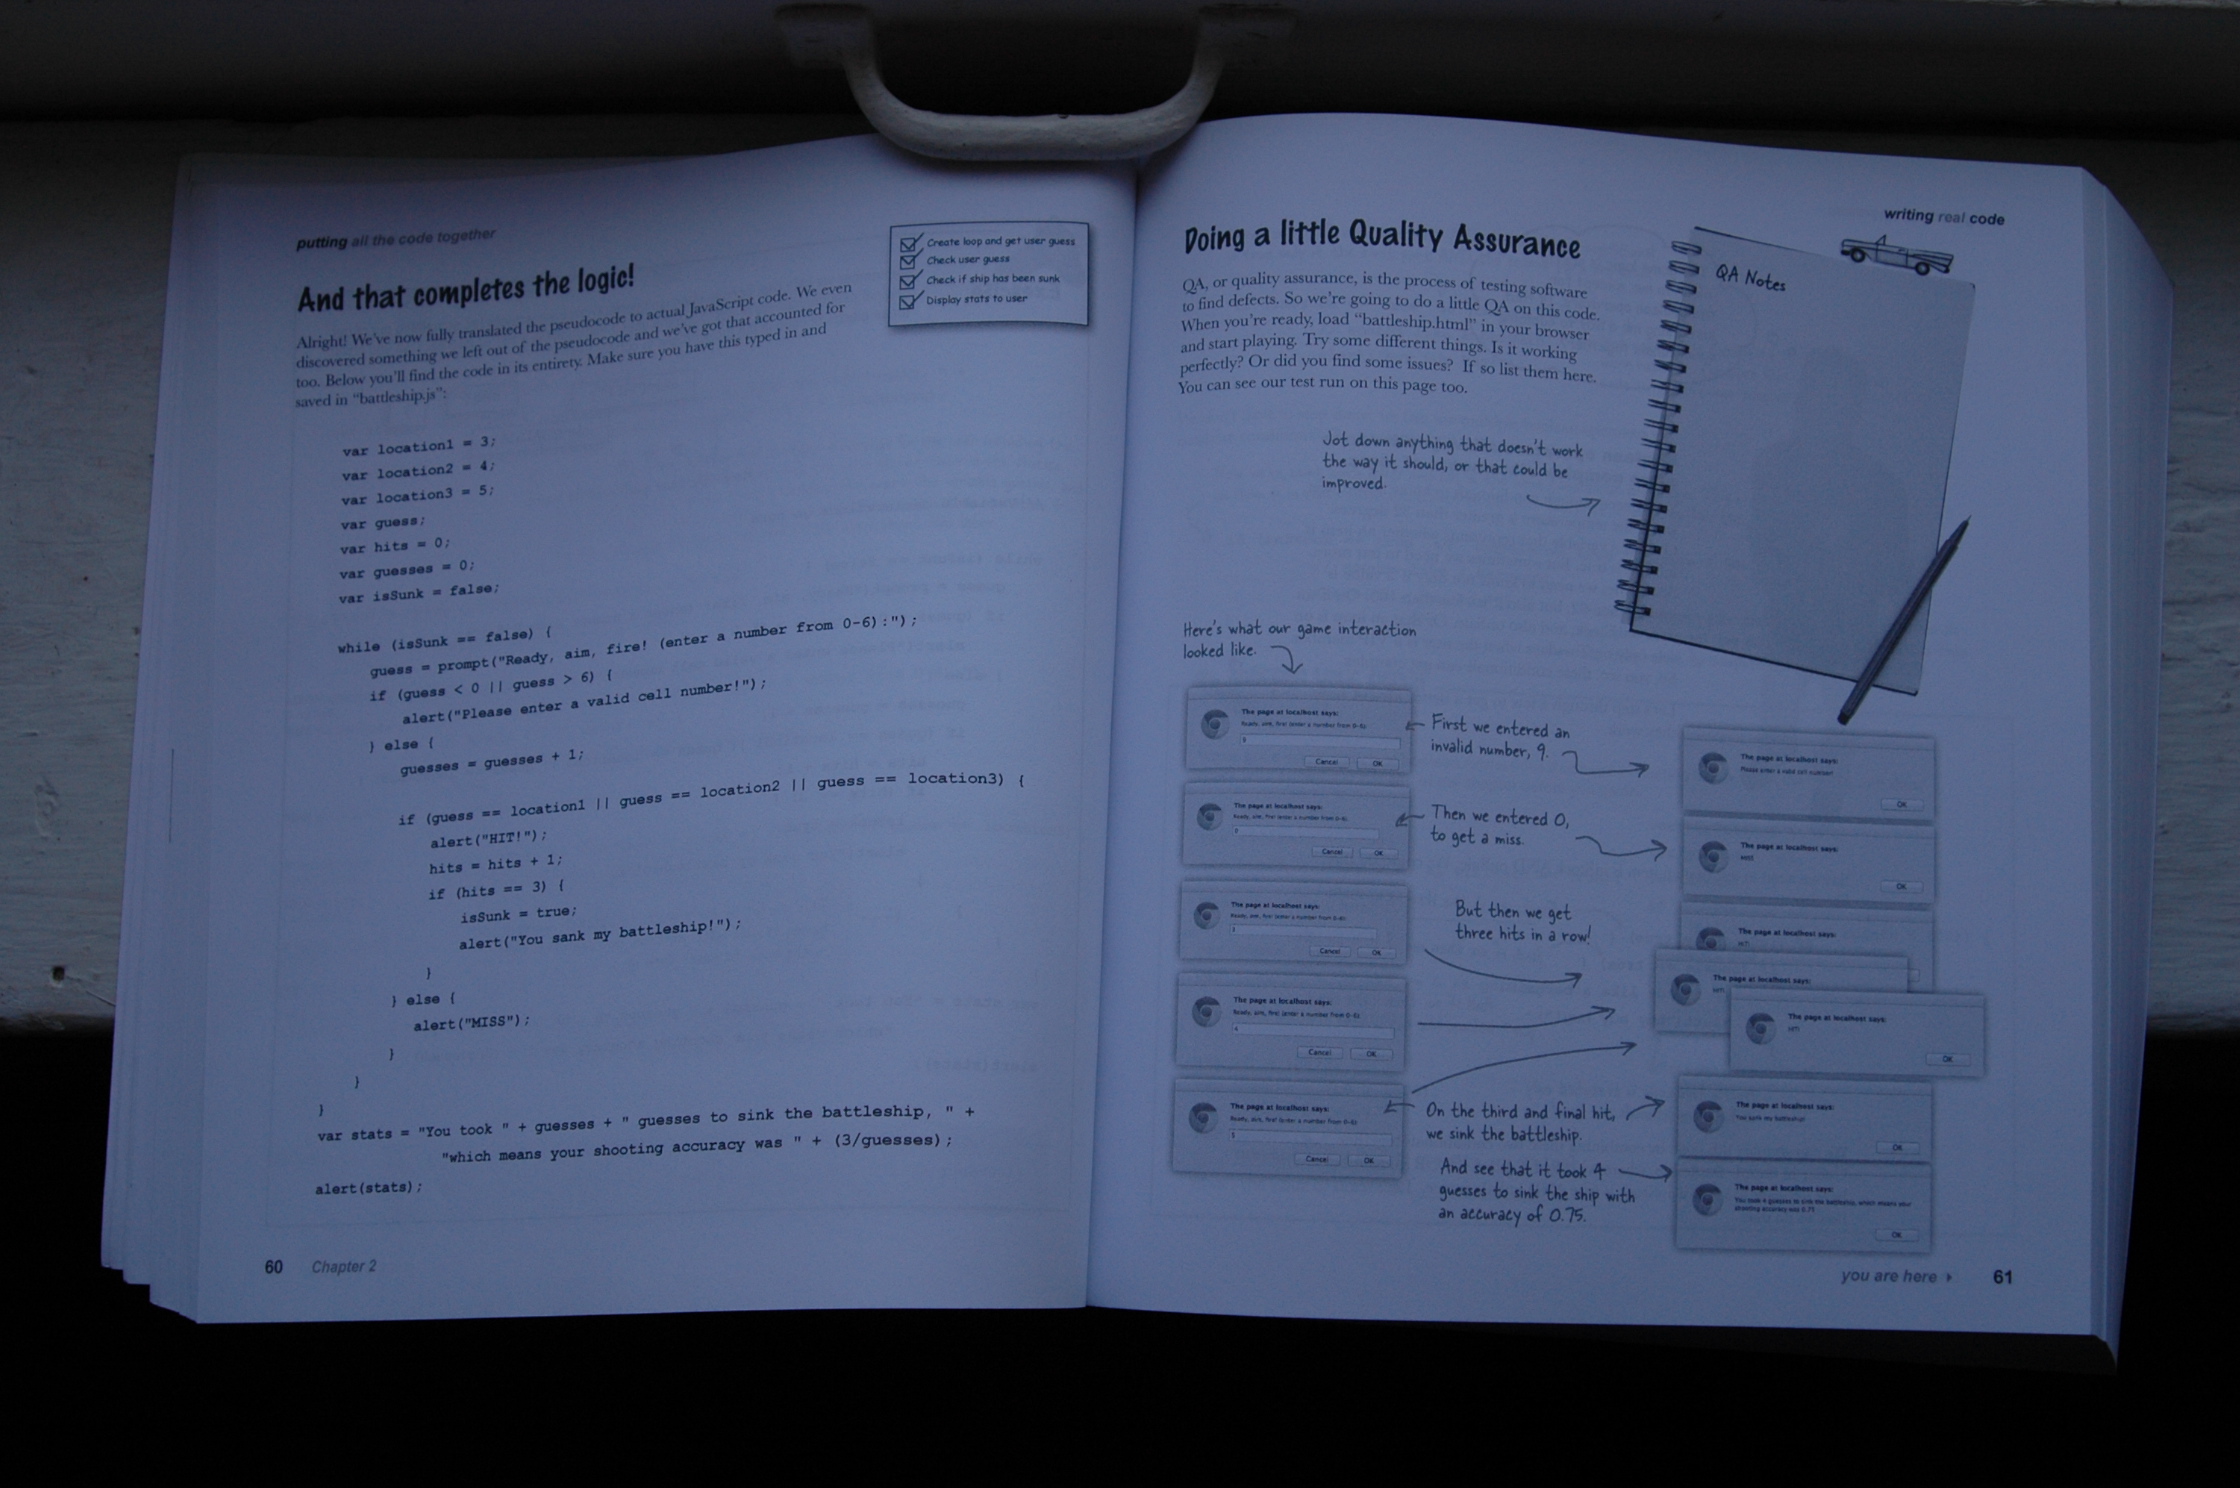 putting all the code together
And that completes the logic!
Alright! We've now fully translated the pseudocode to actual JavaScript code. We even
discovered something we left out of the pseudocode and we've got that accounted for
too. Below you'll find the code in its entirety. Make sure you have this typed in and
saved in "battleship.js":
Create loop and get user guess
Check user guess
Check if ship has been sunk
Display stats to user
var location1 = 3;
var location2 = 4;
var location3 = 5;
var guess;
var hits = 0;
var guesses = 0;
var isSunk = false;
while (isSunk == false) {
guess = prompt("Ready, aim, fire! (enter a number from 0-6):");
if (guess < 0 || guess > 6) {
alert("Please enter a valid cell number!");
} else {
guesses = guesses + 1;
if (guess == location1 || guess == location2 || guess == location3) {
alert("HIT!");
hits = hits + 1;
if (hits == 3) {
isSunk = true;
alert("You sank my battleship!");
}
} else {
alert("MISS");
}
}
}
var stats = "You took " + guesses + " guesses to sink the battleship, " +
"which means your shooting accuracy was " + (3/guesses);
alert(stats);
60 Chapter 2
writing real code
Doing a little Quality Assurance
QA, or quality assurance, is the process of testing software
to find defects. So we're going to do a little QA on this code.
When you're ready, load "battleship.html" in your browser
and start playing. Try some different things. Is it working
perfectly? Or did you find some issues? If so list them here.
You can see our test run on this page too.
QA Notes
Jot down anything that doesn't work
the way it should, or that could be
improved.
Here's what our game interaction
looked like.
The page at localhost says:
Ready, aim, fire! (enter a number from 0-6):
Cancel OK
First we entered an
invalid number, 9.
The page at localhost says:
Please enter a valid cell number!
OK
The page at localhost says:
Ready, aim, fire! (enter a number from 0-6):
0
Cancel OK
Then we entered 0,
to get a miss.
The page at localhost says:
MISS
OK
The page at localhost says:
Ready, aim, fire! (enter a number from 0-6):
3
Cancel OK
But then we get
three hits in a row!
The page at localhost says:
HIT!
The page at localhost says:
HIT!
The page at localhost says:
HIT!
OK
The page at localhost says:
Ready, aim, fire! (enter a number from 0-6):
4
Cancel OK
The page at localhost says:
Ready, aim, fire! (enter a number from 0-6):
5
Cancel OK
On the third and final hit,
we sink the battleship.
The page at localhost says:
You sank my battleship!
OK
And see that it took 4
guesses to sink the ship with
an accuracy of 0.75.
The page at localhost says:
You took 4 guesses to sink the battleship, which means your
shooting accuracy was 0.75
OK
you are here 61